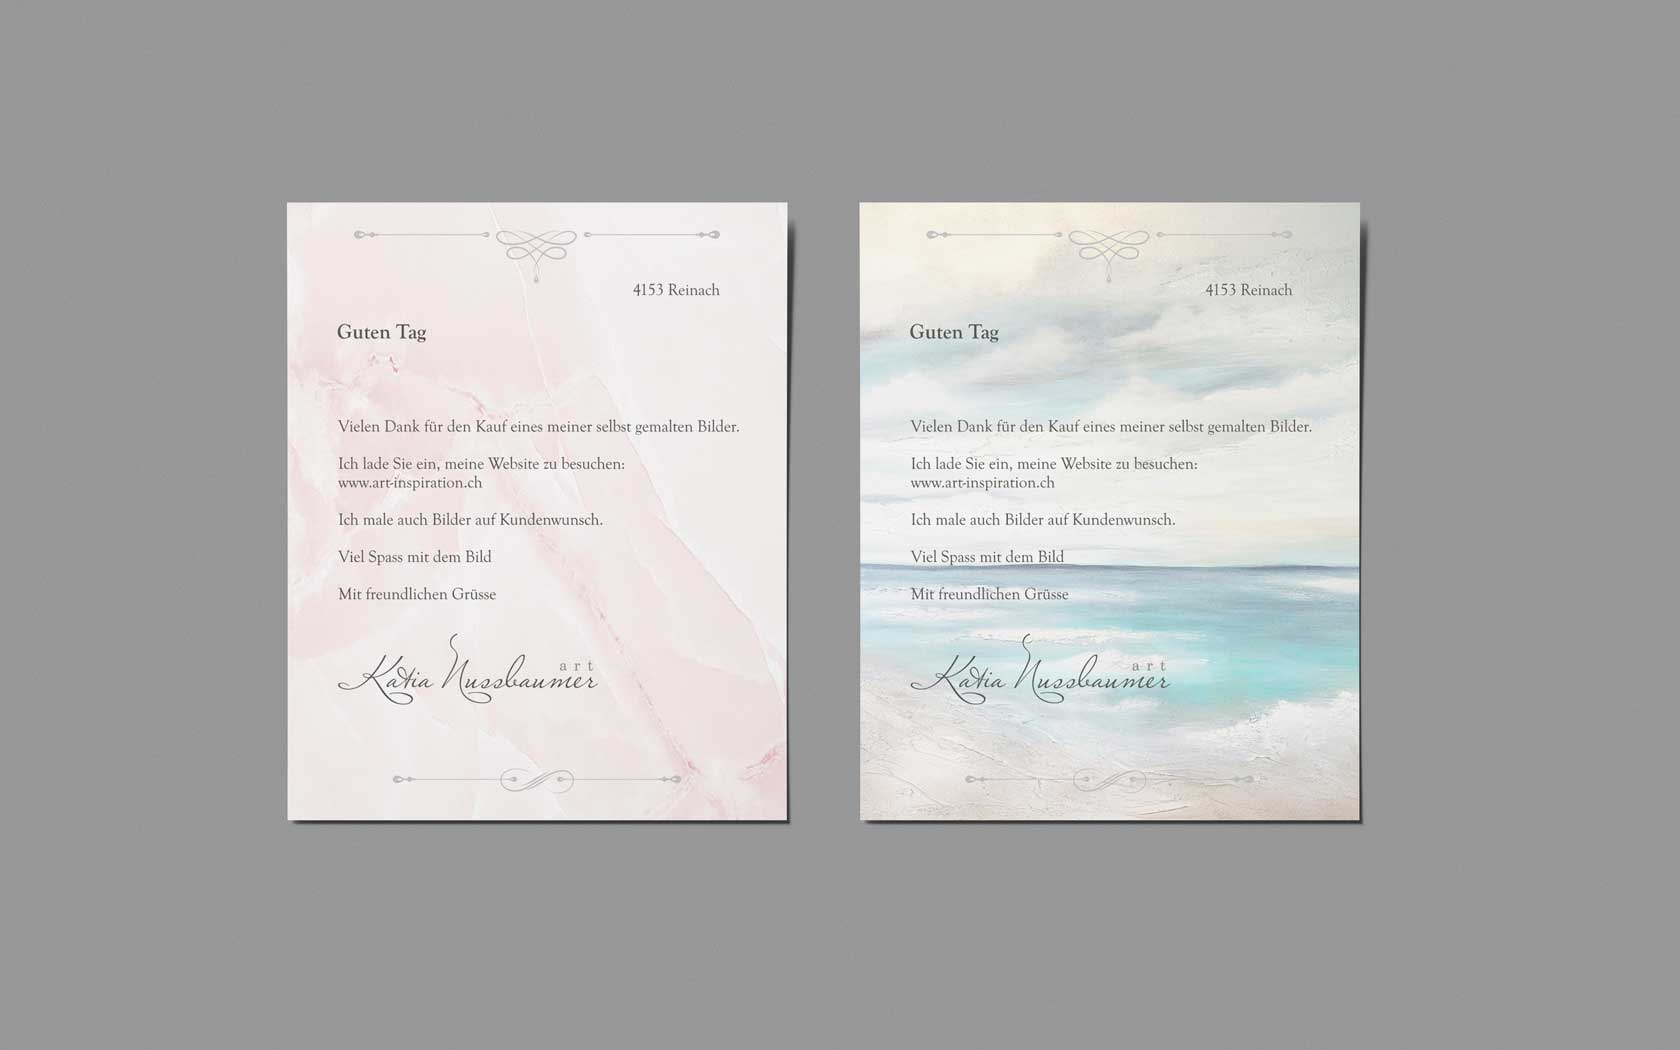 4153 Reinach
Guten Tag
Vielen Dank für den Kauf eines meiner selbst gemalten Bilder.
Ich lade Sie ein, meine Website zu besuchen:
www.art-inspiration.ch
Ich male auch Bilder auf Kundenwunsch.
Viel Spass mit dem Bild
Mit freundlichen Grüsse
art
Katia Nussbaumer
4153 Reinach
Guten Tag
Vielen Dank für den Kauf eines meiner selbst gemalten Bilder.
Ich lade Sie ein, meine Website zu besuchen:
www.art-inspiration.ch
Ich male auch Bilder auf Kundenwunsch.
Viel Spass mit dem Bild
Mit freundlichen Grüsse
art
Katia Nussbaumer